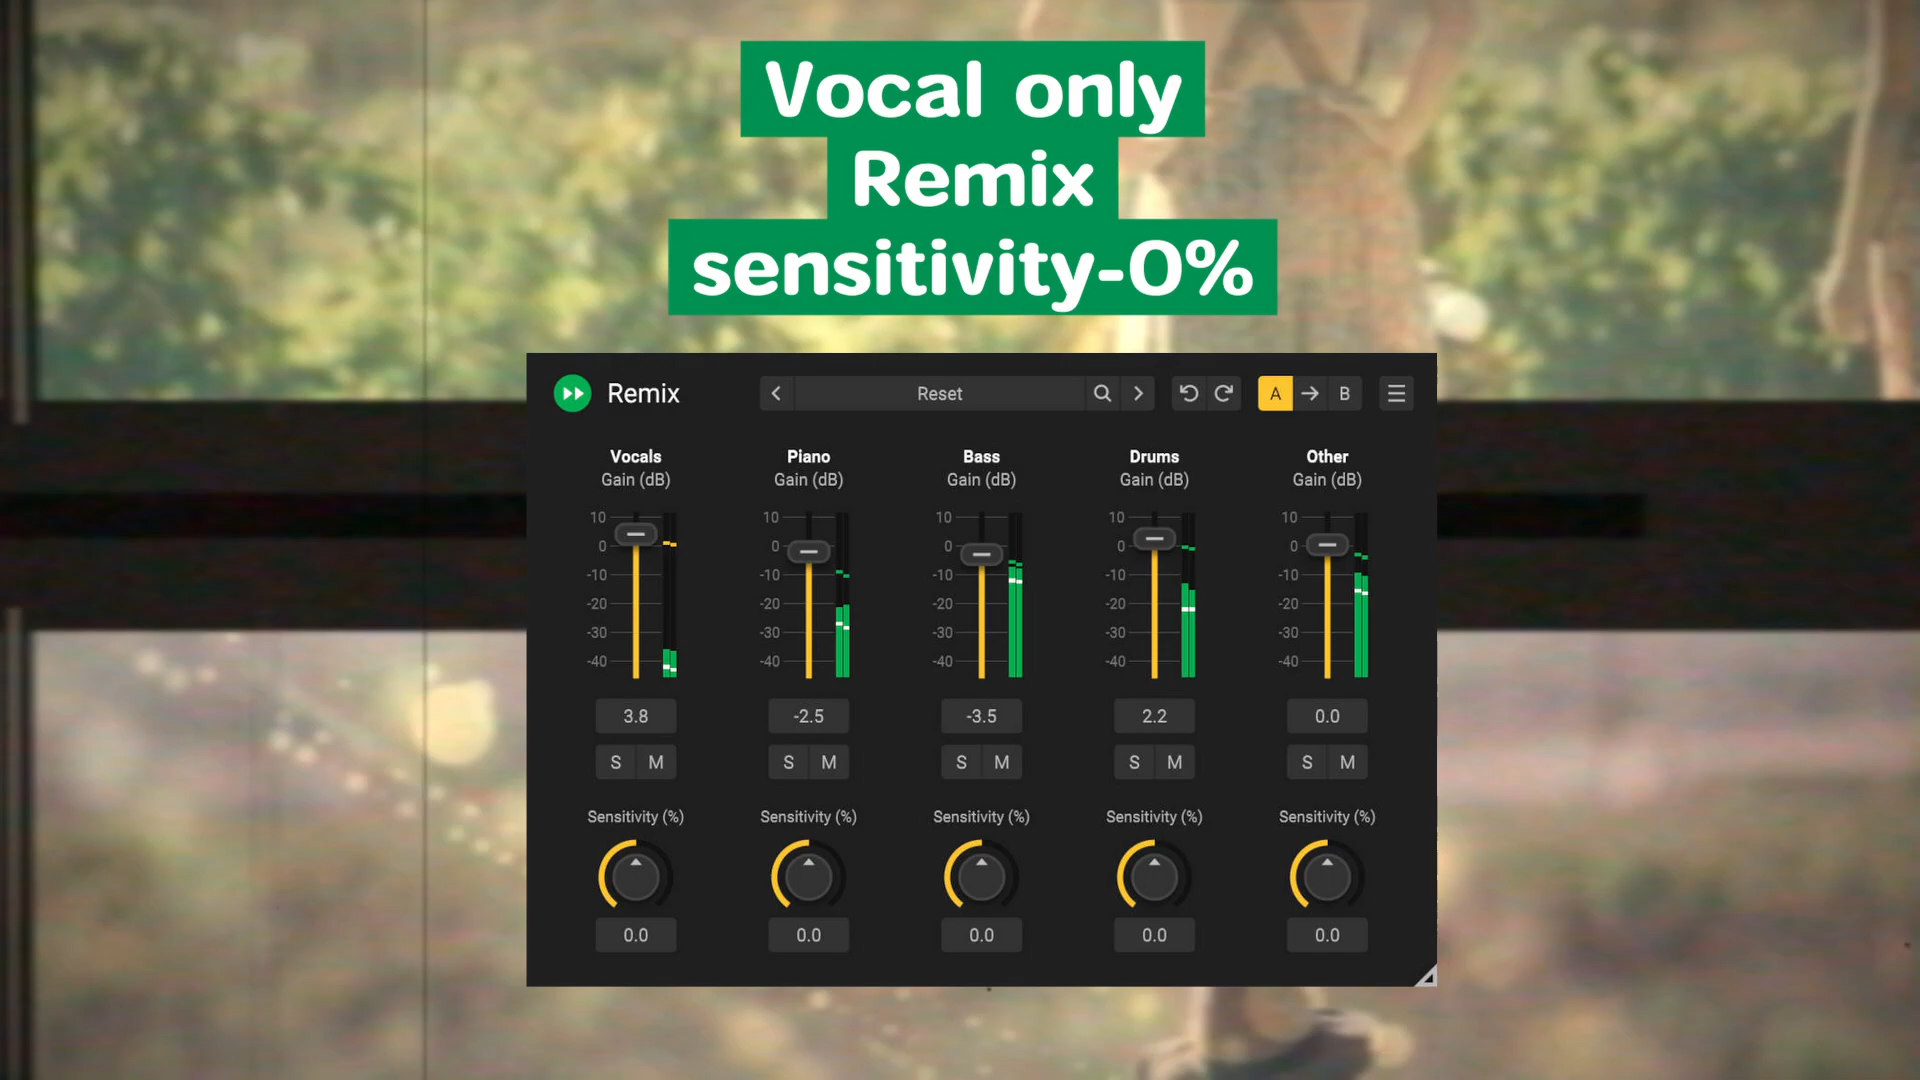 Vocal only
Remix
sensitivity-0%
Remix
Reset
A
B
Vocals Piano Bass Drums Other
Gain (dB) Gain (dB) Gain (dB) Gain (dB) Gain (dB)
10 10 10 10 10
0 0 0 0 0
-10 -10 -10 -10 -10
-20 -20 -20 -20 -20
-30 -30 -30 -30 -30
-40 -40 -40 -40 -40
3.8 -2.5 -3.5 2.2 0.0
S M S M S M S M S M
Sensitivity (%) Sensitivity (%) Sensitivity (%) Sensitivity (%) Sensitivity (%)
0.0 0.0 0.0 0.0 0.0